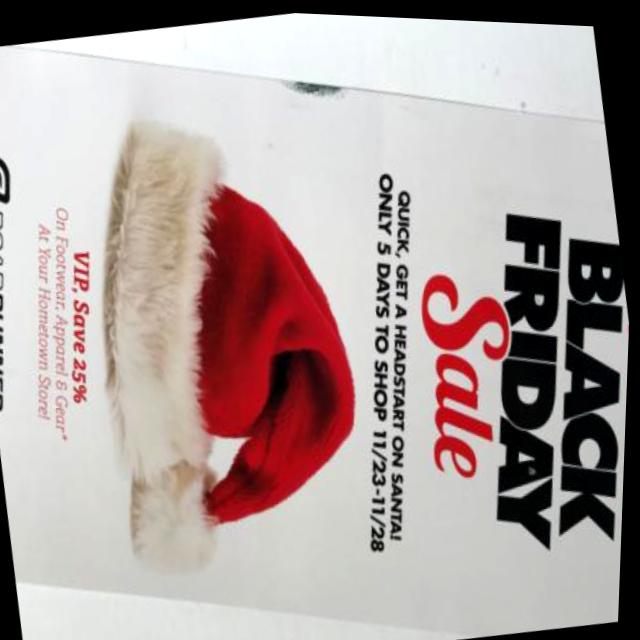 BLACK
FRIDAY
Sale
QUICK, GET A HEADSTART ON SANTA!
ONLY 5 DAYS TO SHOP 11/23-11/28
VIP, Save 25%
On Footwear, Apparel & Gear*
At Your Hometown Store!